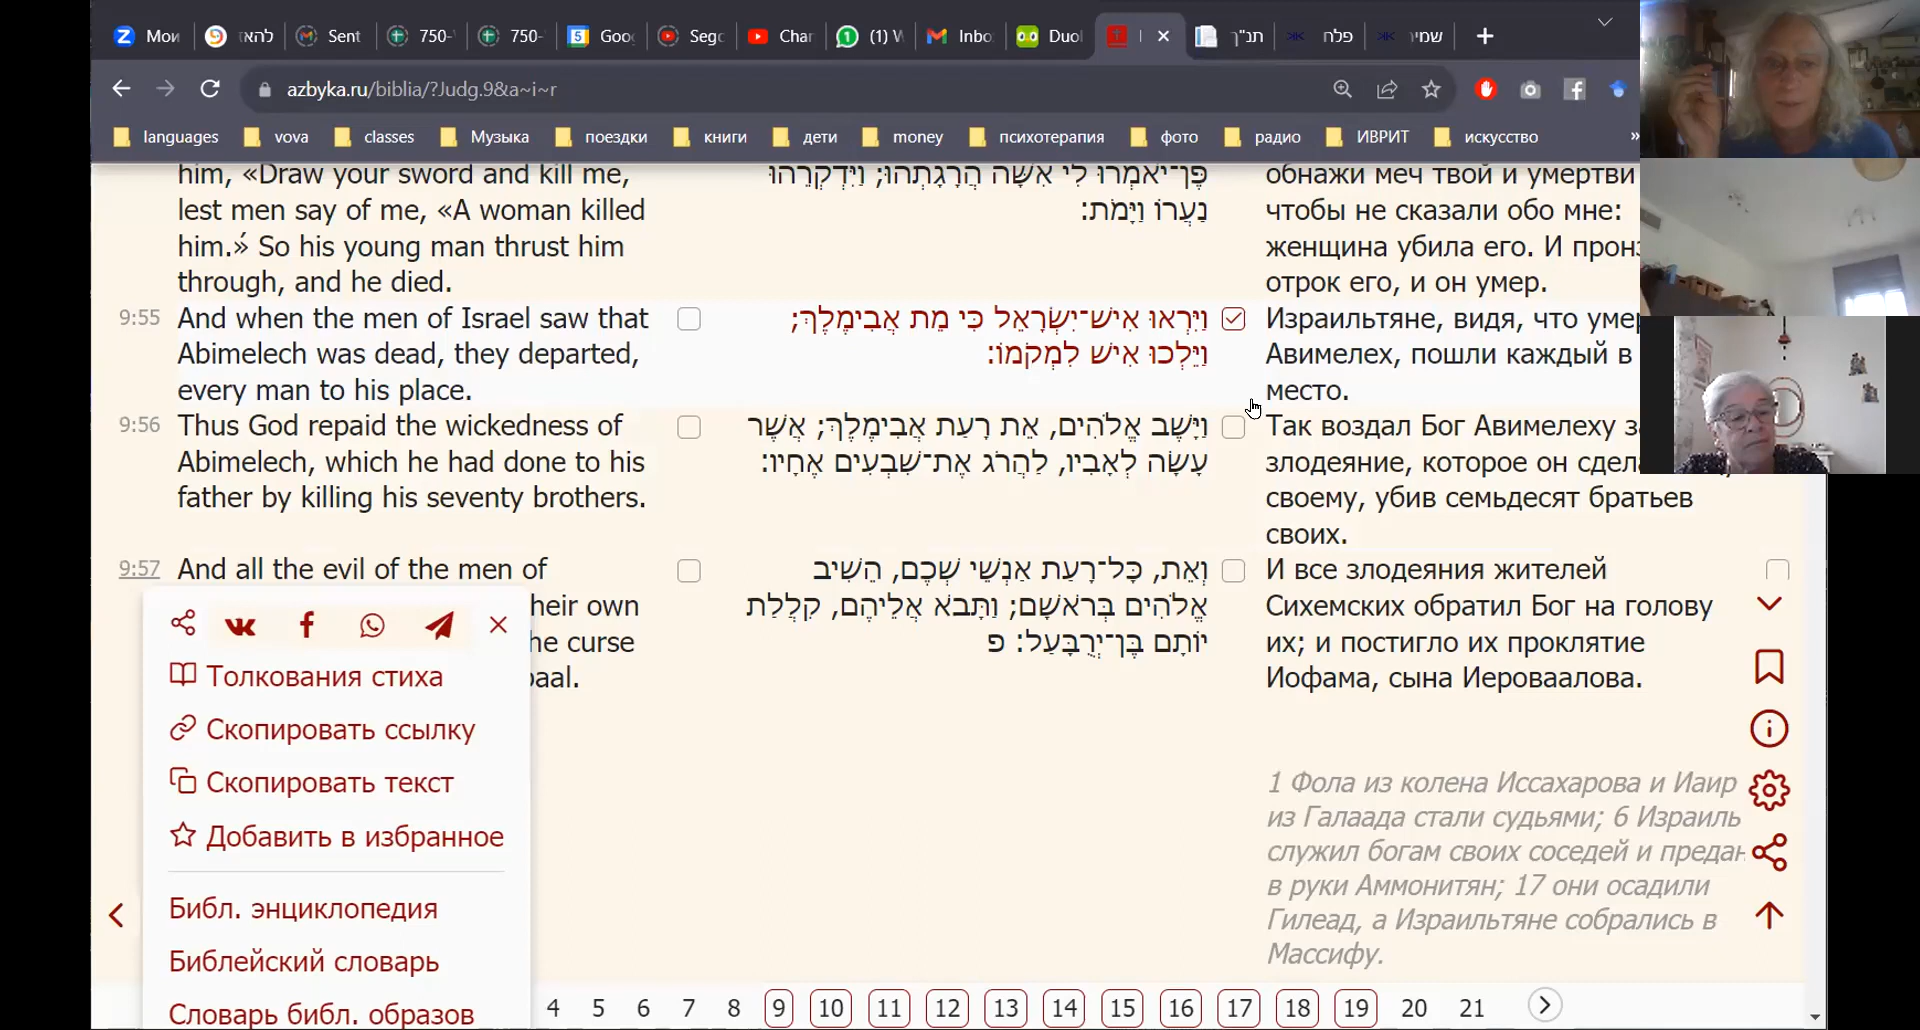 Мои
להאז
Sent
750-
750-
Goo
Sego
Char
(1) W
Inbo
Duol
תנ"ך
פלח
שמי
azbyka.ru/biblia/?Judg.9&a~i~r
languages vova classes Музыка поездки книги дети money психотерапия фото радио ИВРИТ искусство »
him, «Draw your sword and kill me,
lest men say of me, «A woman killed
him.»́ So his young man thrust him
through, and he died.
פֶּן־יֹאמְרוּ לִי אִשָּׁה הֲרָגָתְהוּ; וַיִּדְקְרֵהוּ
נַעֲרוֹ וַיָּמֹת׃
обнажи меч твой и умертви
чтобы не сказали обо мне:
женщина убила его. И пронз
отрок его, и он умер.
9:55
And when the men of Israel saw that
Abimelech was dead, they departed,
every man to his place.
וַיִּרְאוּ אִישׁ־יִשְׂרָאֵל כִּי מֵת אֲבִימֶלֶךְ;
וַיֵּלְכוּ אִישׁ לִמְקֹמוֹ׃
Израильтяне, видя, что умер
Авимелех, пошли каждый в
место.
9:56
Thus God repaid the wickedness of
Abimelech, which he had done to his
father by killing his seventy brothers.
וַיָּשֶׁב אֱלֹהִים, אֵת רָעַת אֲבִימֶלֶךְ; אֲשֶׁר
עָשָׂה לְאָבִיו, לַהֲרֹג אֶת־שִׁבְעִים אֶחָיו׃
Так воздал Бог Авимелеху за
злодеяние, которое он сдел
своему, убив семьдесят братьев
своих.
9:57
And all the evil of the men of
heir own
he curse
baal.
וְאֵת, כָּל־רָעַת אַנְשֵׁי שְׁכֶם, הֵשִׁיב
אֱלֹהִים בְּרֹאשָׁם; וַתָּבֹא אֲלֵיהֶם, קִלֲלַת
יוֹתָם בֶּן־יְרֻבָּעַל׃ פ
И все злодеяния жителей
Сихемских обратил Бог на голову
их; и постигло их проклятие
Иофама, сына Иероваалова.
Толкования стиха
Скопировать ссылку
Скопировать текст
Добавить в избранное
Библ. энциклопедия
Библейский словарь
Словарь библ. образов
1 Фола из колена Иссахарова и Иаир
из Галаада стали судьями; 6 Израиль
служил богам своих соседей и предан
в руки Аммонитян; 17 они осадили
Гилеад, а Израильтяне собрались в
Массифу.
4 5 6 7 8 9 10 11 12 13 14 15 16 17 18 19 20 21